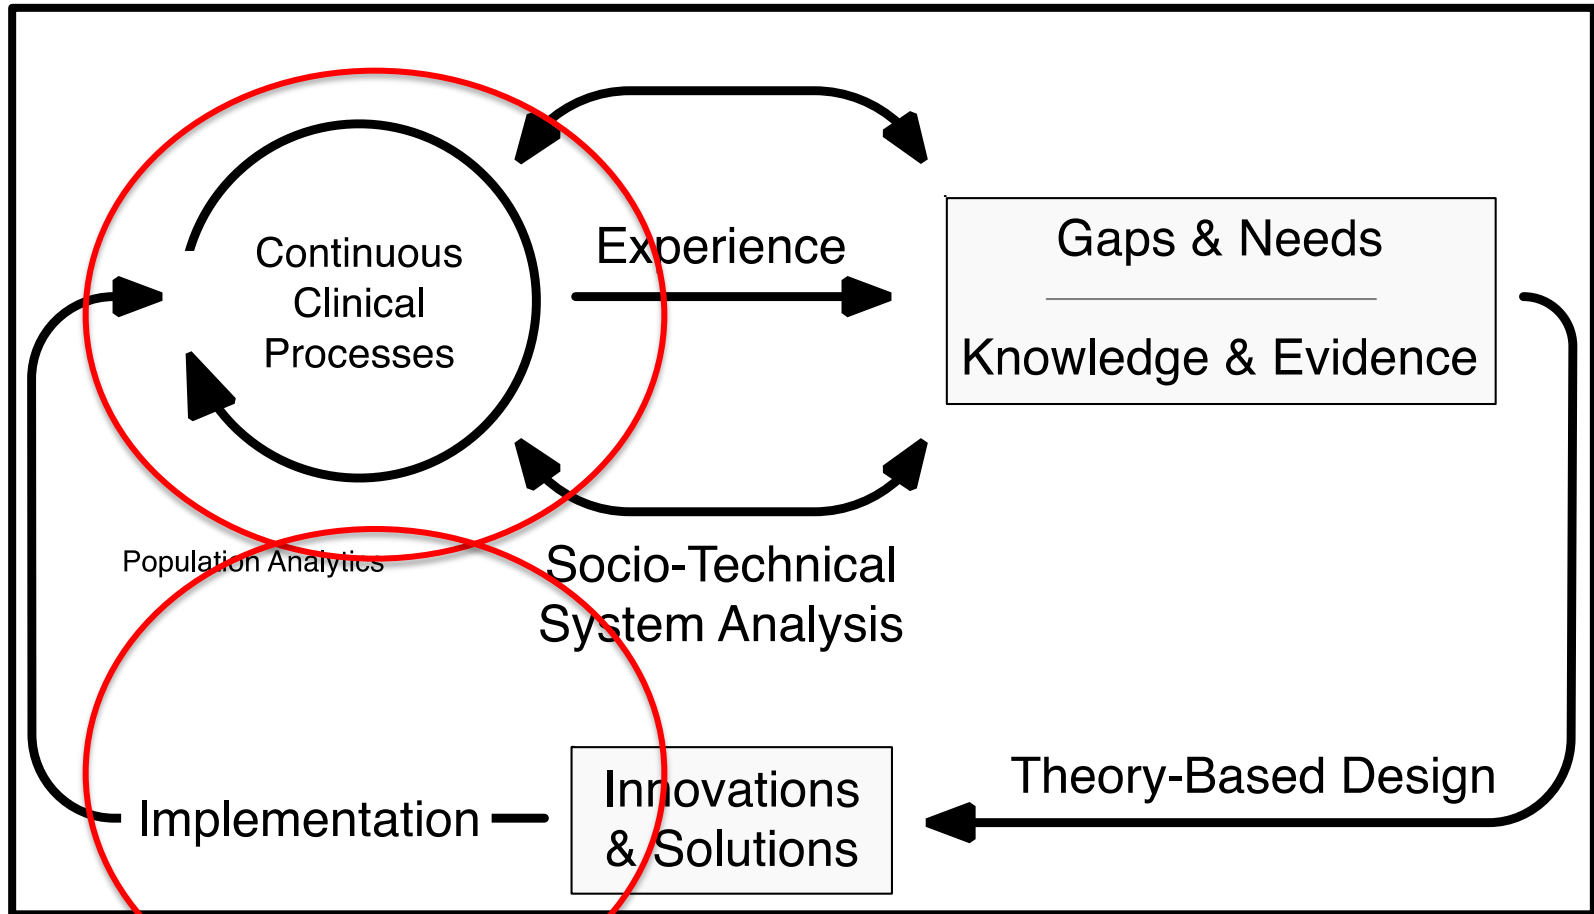 Continuous
Clinical
Processes
Experience
Gaps & Needs
Knowledge & Evidence
Population Analytics
Socio-Technical
System Analysis
Implementation
Innovations
& Solutions
Theory-Based Design